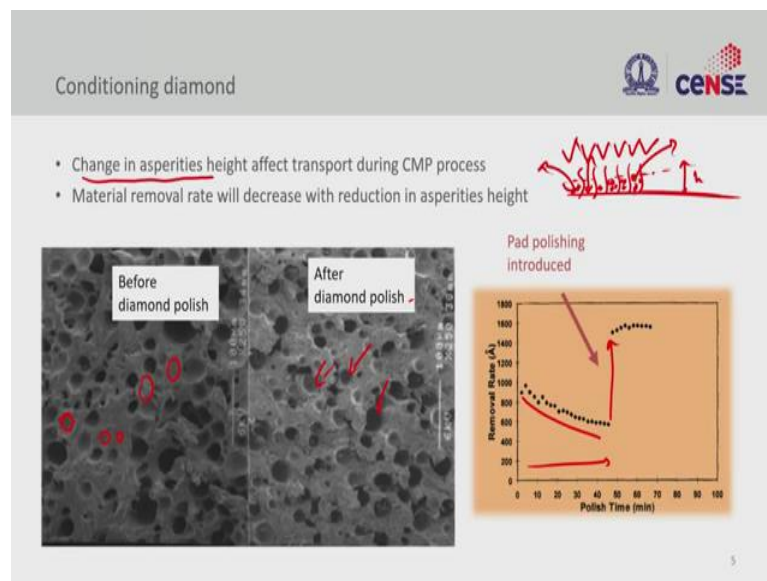 Conditioning diamond
CeNSE
• Change in asperities height affect transport during CMP process
• Material removal rate will decrease with reduction in asperities height
h
Before
diamond polish
After
diamond polish
Pad polishing
introduced
Removal Rate (Å)
1800
1600
1400
1200
1000
800
600
400
200
0
0 10 20 30 40 50 60 70 80 90 100
Polish Time (min)
5